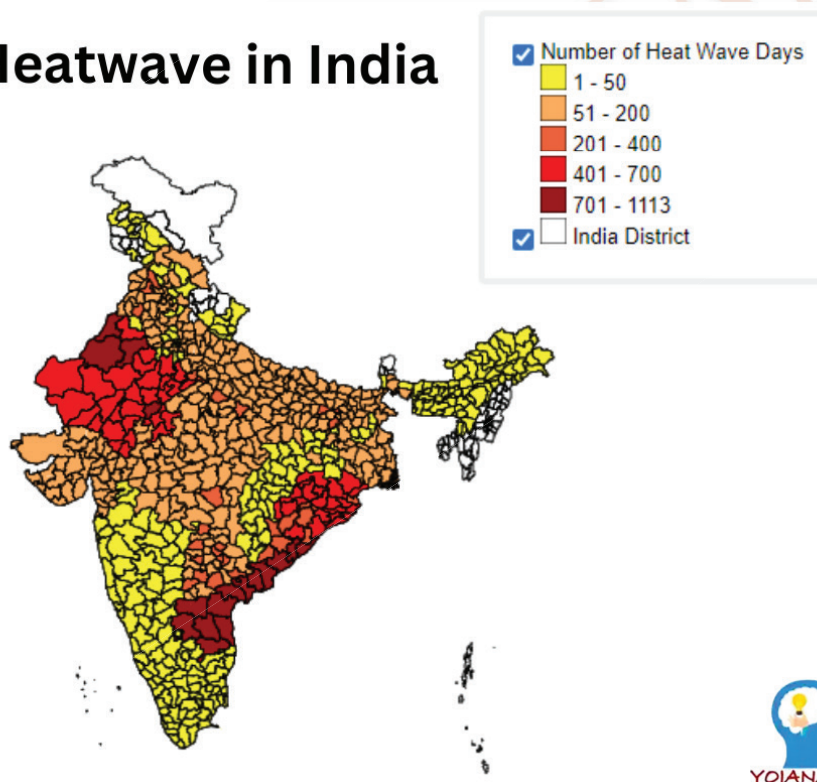 Heatwave in India
Number of Heat Wave Days
1 - 50
51 - 200
201 - 400
401 - 700
701 - 1113
India District
YOJANA